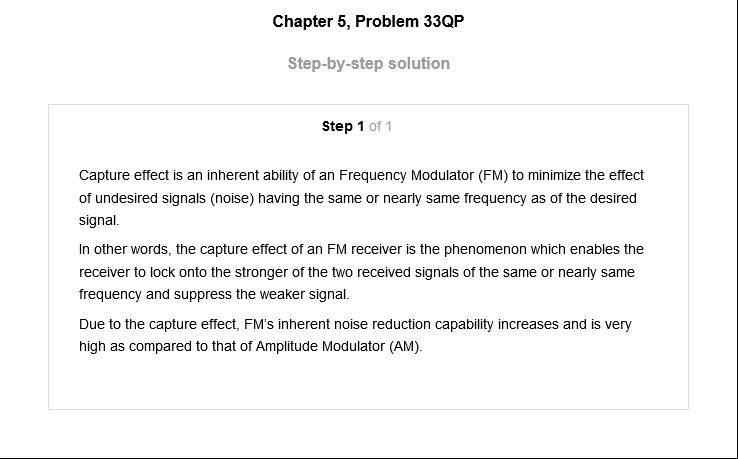 Chapter 5, Problem 33QP
Step-by-step solution
Step 1 of 1
Capture effect is an inherent ability of an Frequency Modulator (FM) to minimize the effect
of undesired signals (noise) having the same or nearly same frequency as of the desired
signal.
In other words, the capture effect of an FM receiver is the phenomenon which enables the
receiver to lock onto the stronger of the two received signals of the same or nearly same
frequency and suppress the weaker signal.
Due to the capture effect, FM's inherent noise reduction capability increases and is very
high as compared to that of Amplitude Modulator (AM).